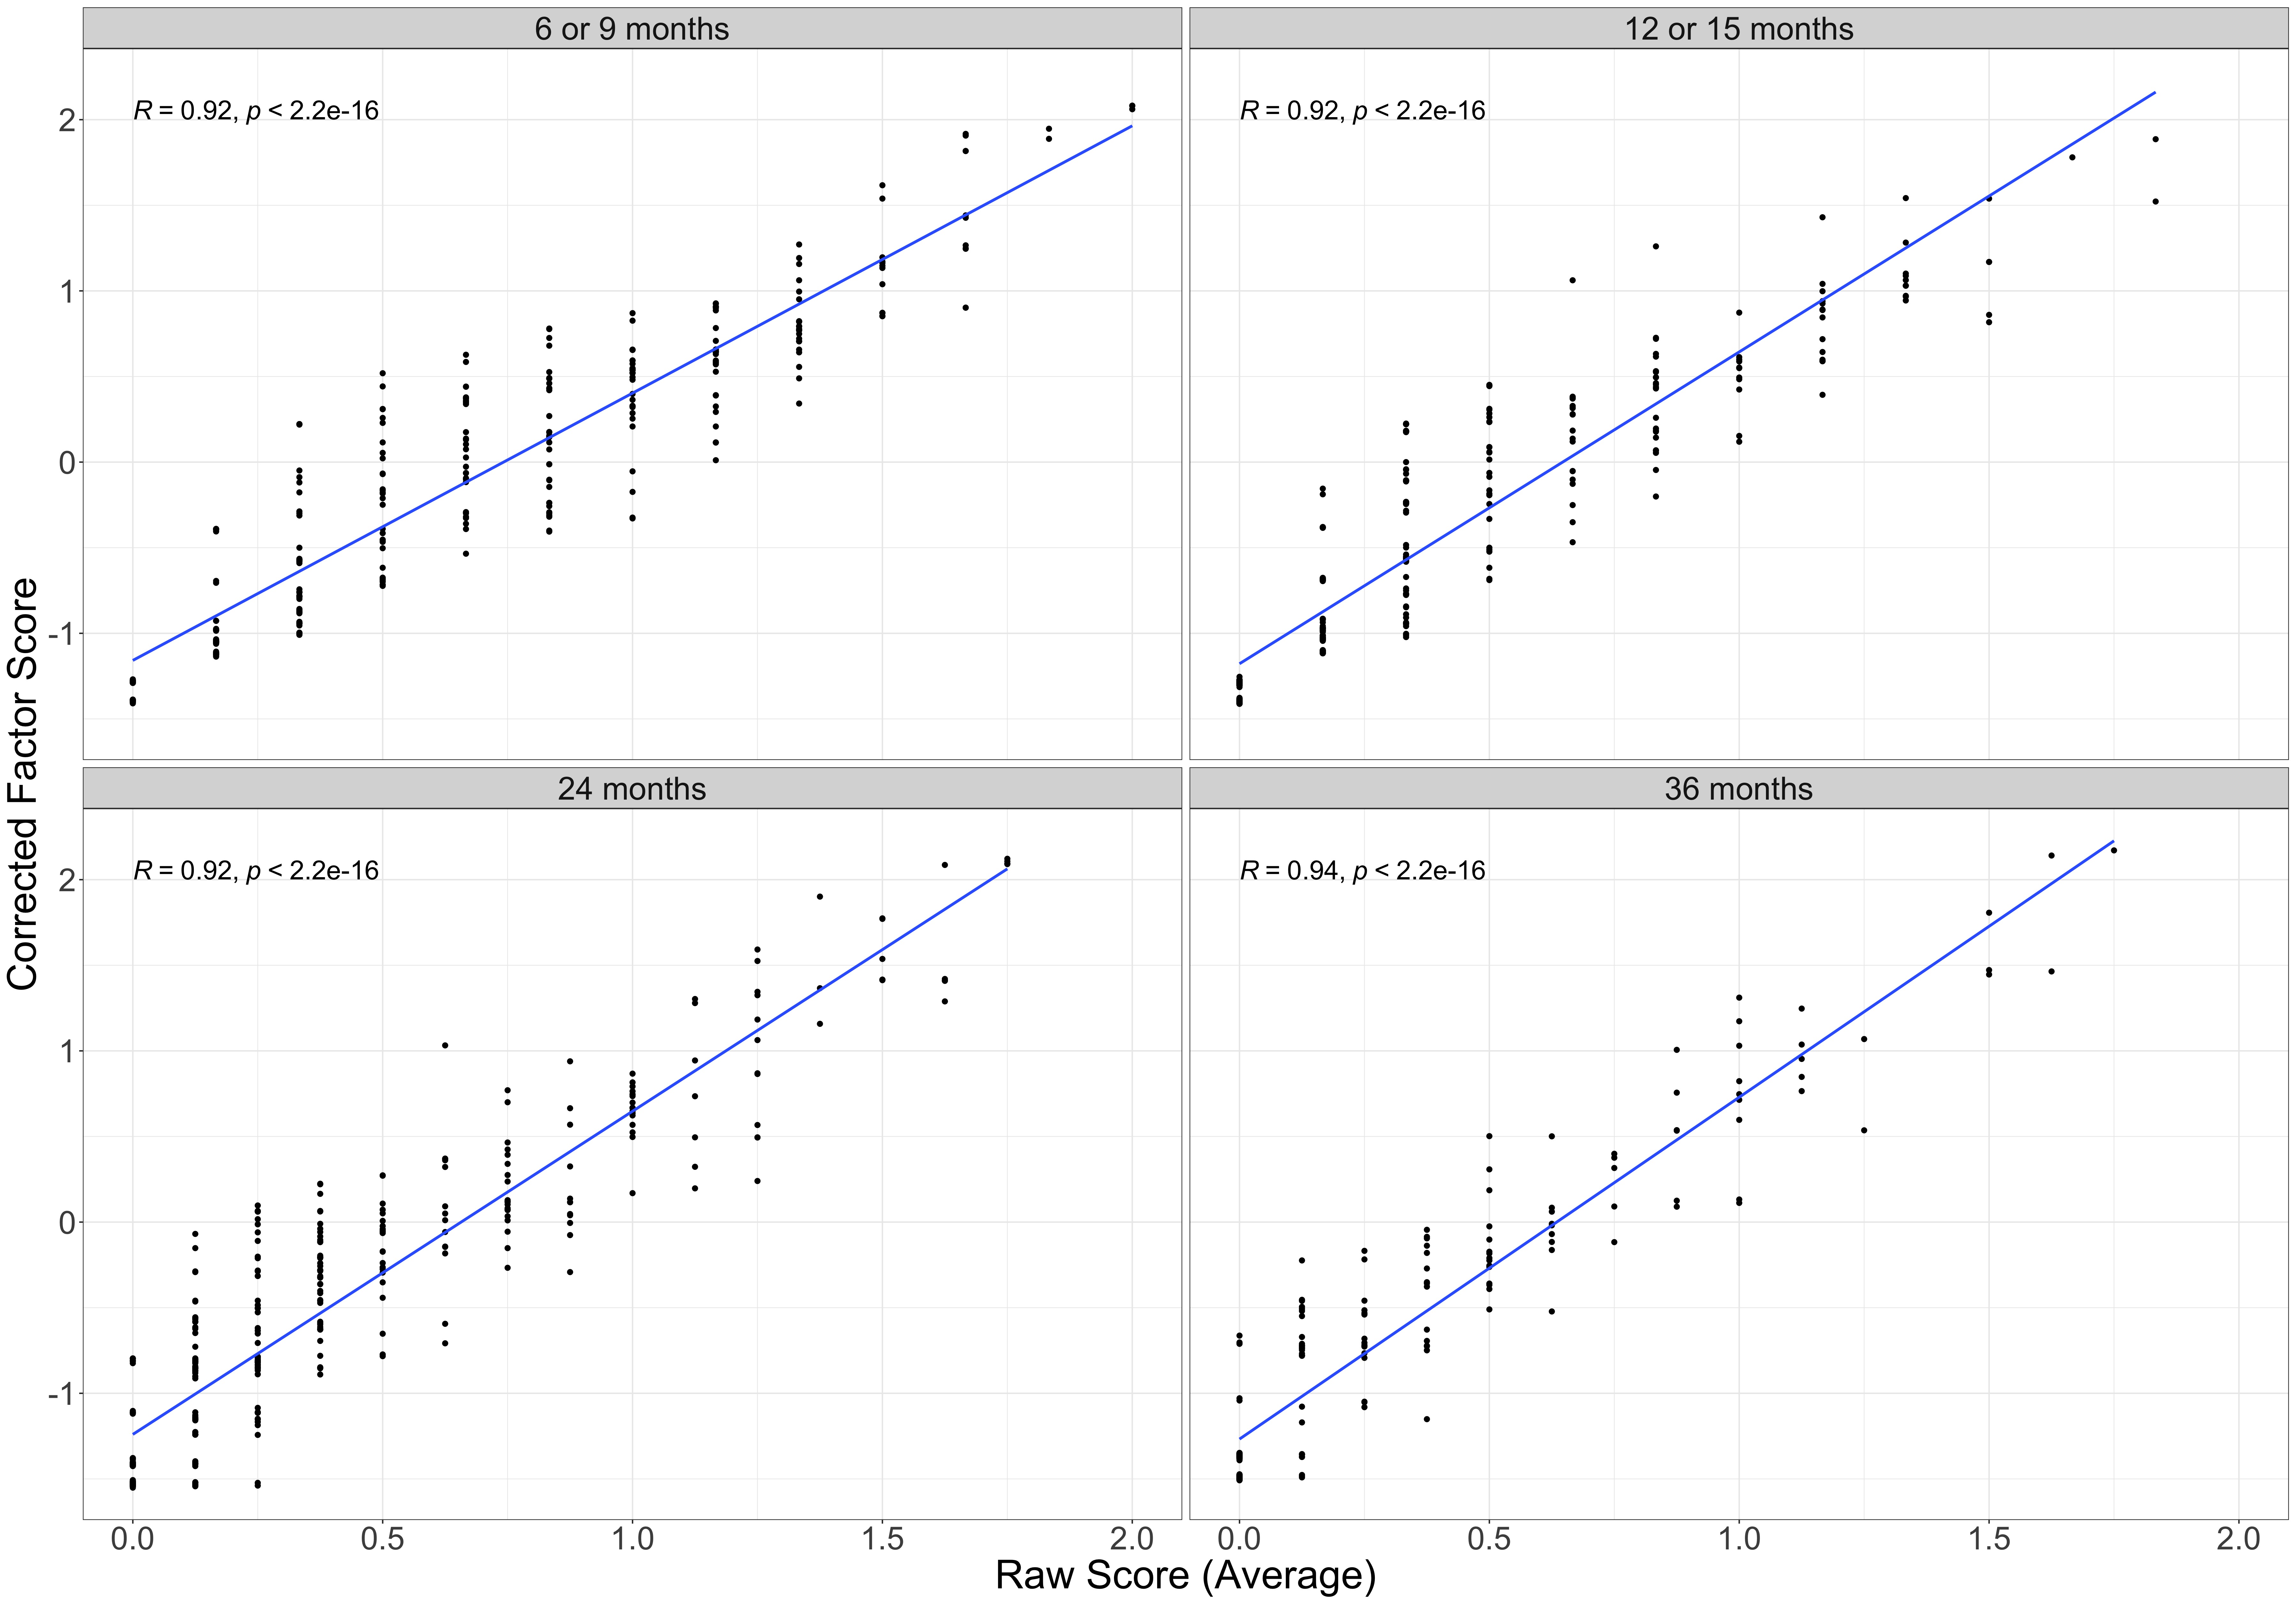 6 or 9 months
12 or 15 months
R = 0.92, p < 2.2e-16
R = 0.92, p < 2.2e-16
2
1
0
-1
24 months
36 months
R = 0.92, p < 2.2e-16
R = 0.94, p < 2.2e-16
2
1
0
-1
Corrected Factor Score
0.0 0.5 1.0 1.5 2.0
0.0 0.5 1.0 1.5 2.0
Raw Score (Average)